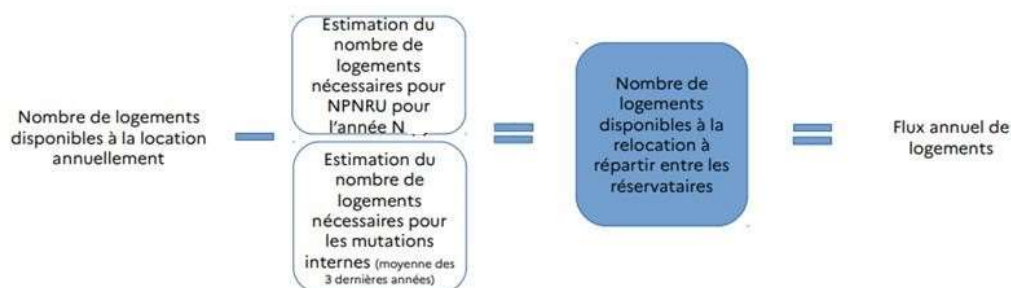 Nombre de logements
disponibles à la location
annuellement
Estimation du
nombre de
logements
nécessaires pour
NPNRU pour
l'année N
Estimation du
nombre de
logements
nécessaires pour
les mutations
internes (moyenne des
3 dernières années)
Nombre de
logements
disponibles à la
relocation à
répartir entre les
réservataires
Flux annuel de
logements